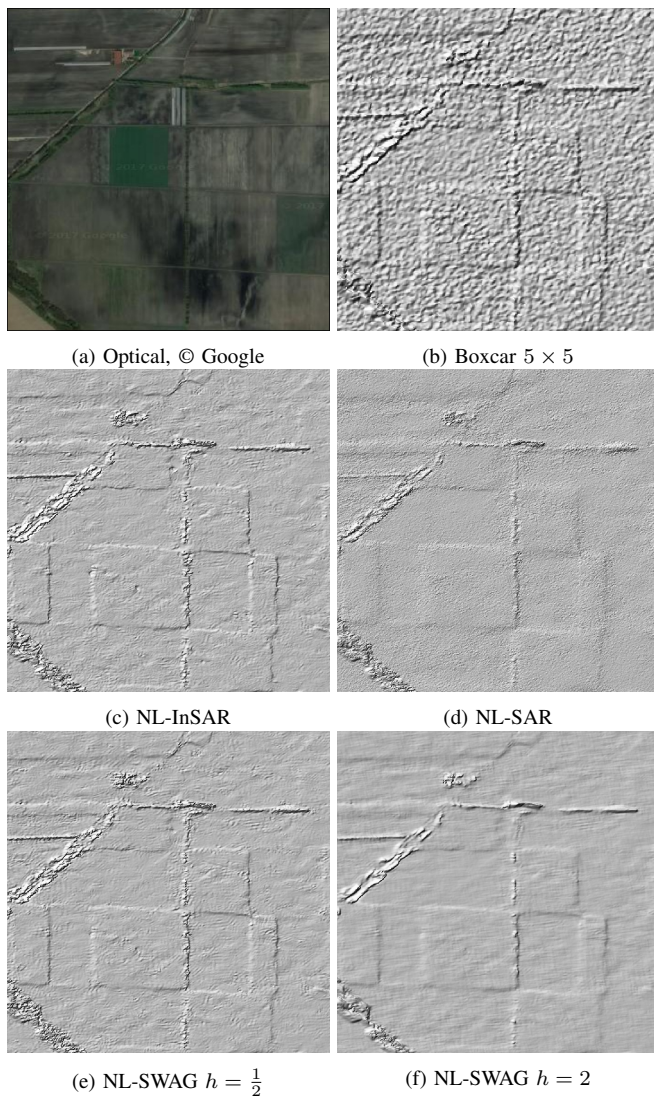 (a) Optical, © Google
(b) Boxcar 5 × 5
(c) NL-InSAR
(d) NL-SAR
(e) NL-SWAG h = 1/2
(f) NL-SWAG h = 2